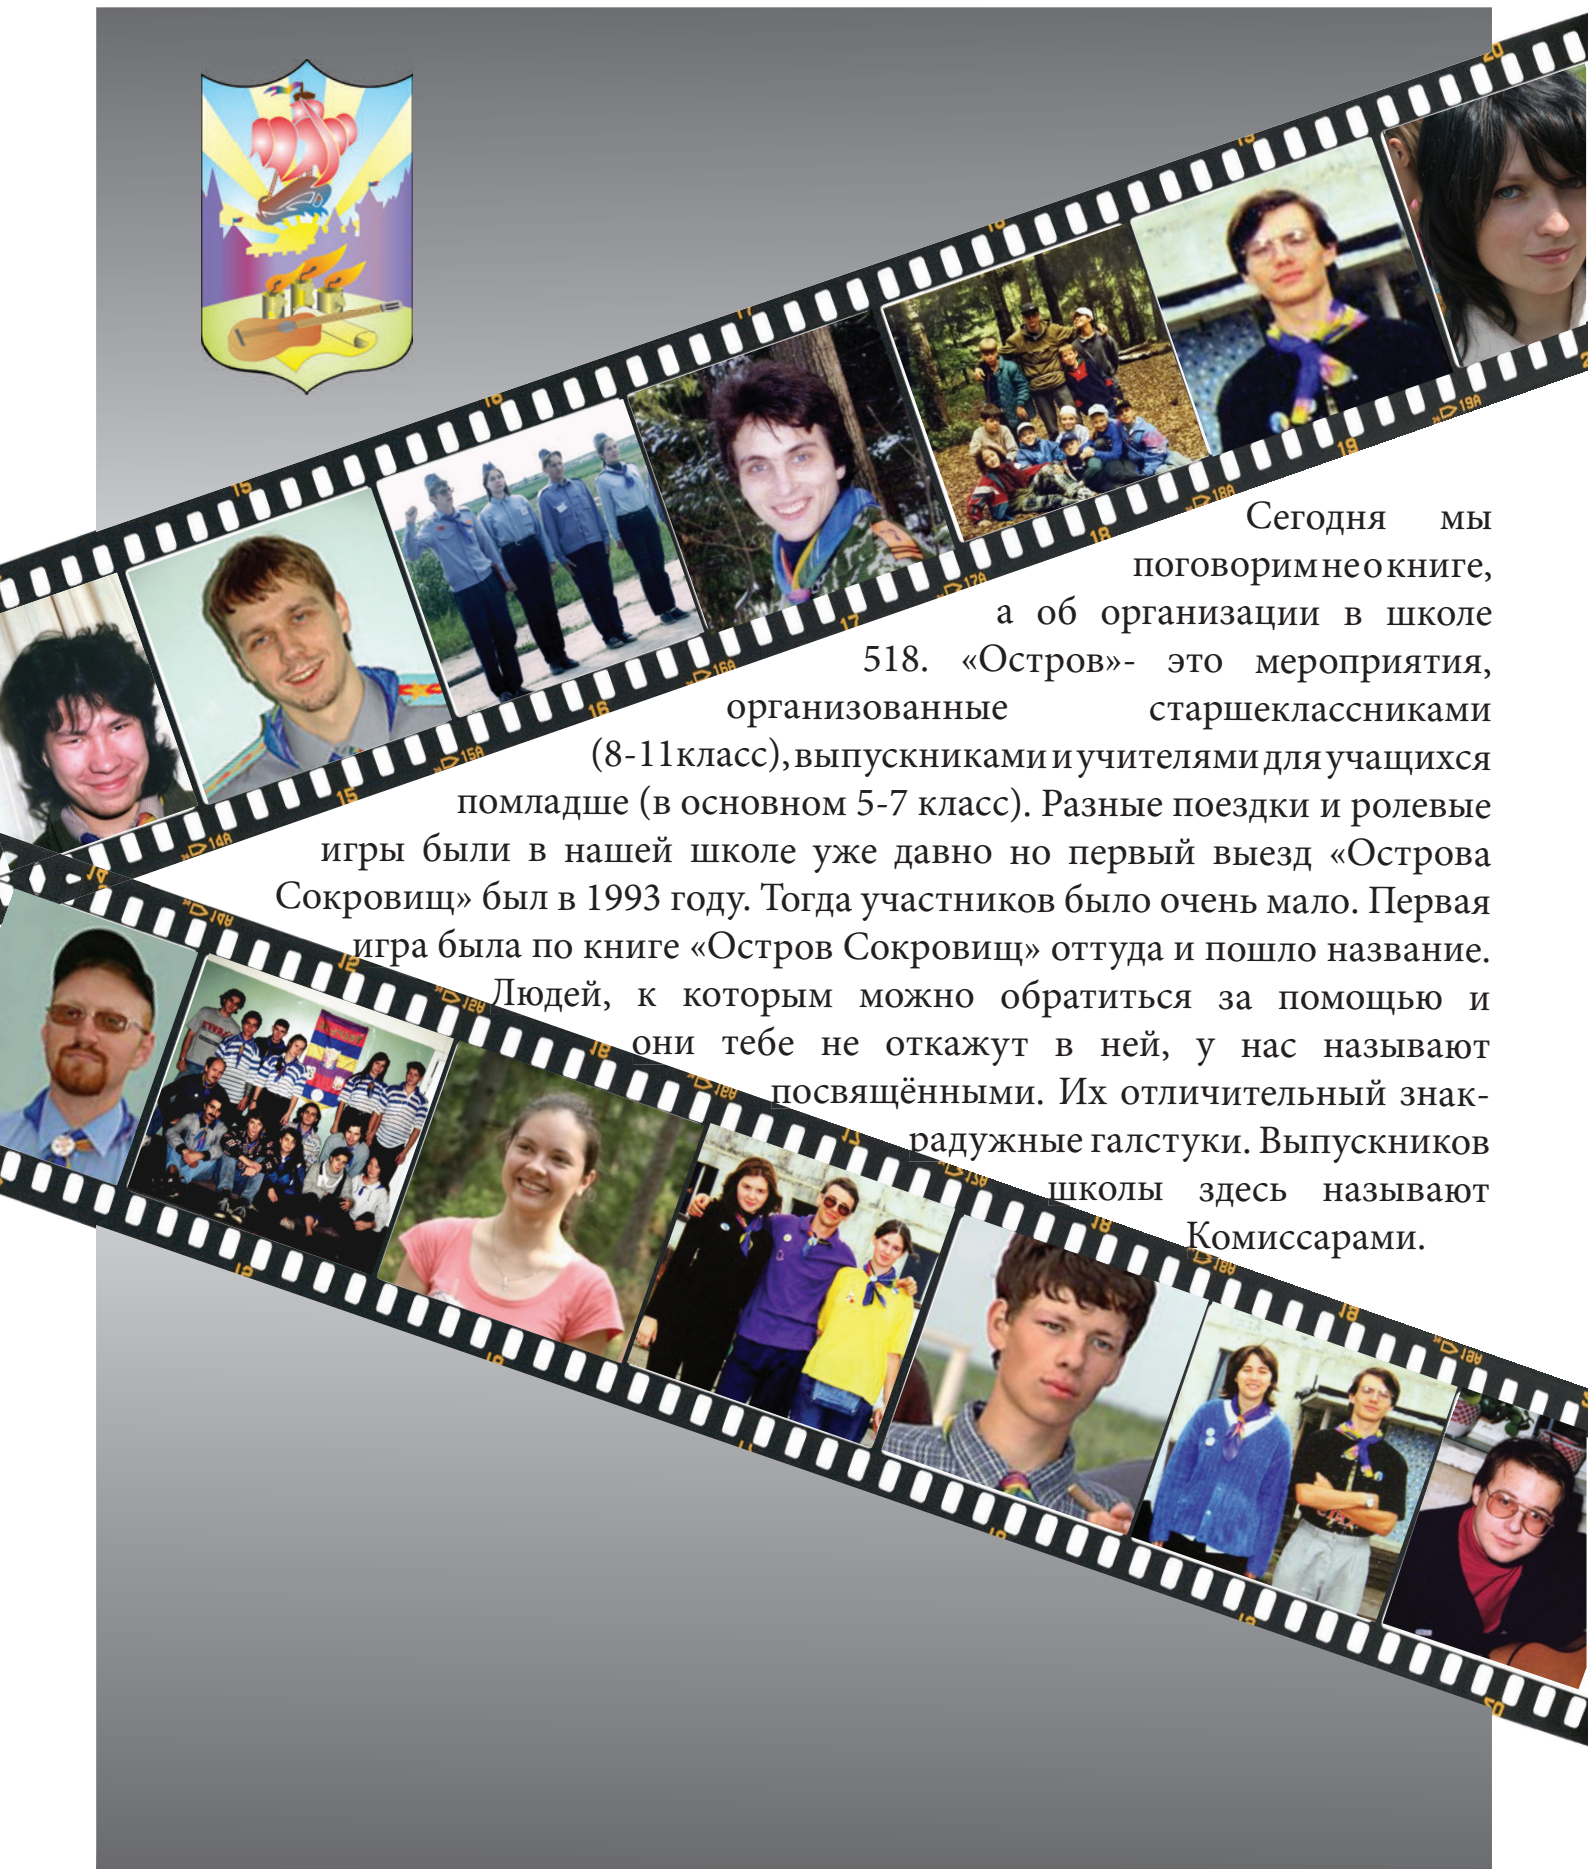 Сегодня мы
поговорим не о книге,
а об организации в школе
518. «Остров»- это мероприятия,
организованные старшеклассниками
(8-11класс), выпускниками и учителями для учащихся
помладше (в основном 5-7 класс). Разные поездки и ролевые
игры были в нашей школе уже давно но первый выезд «Острова
Сокровищ» был в 1993 году. Тогда участников было очень мало. Первая
игра была по книге «Остров Сокровищ» оттуда и пошло название.
Людей, к которым можно обратиться за помощью и
они тебе не откажут в ней, у нас называют
посвящёнными. Их отличительный знак-
радужные галстуки. Выпускников
школы здесь называют
Комиссарами.